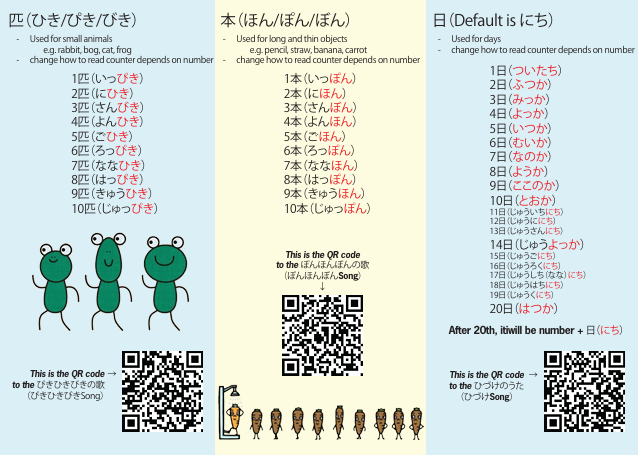 匹（ひき/ぴき/びき）
- Used for small animals
e.g. rabbit, bog, cat, frog
- change how to read counter depends on number
1匹（いっぴき）
2匹（にひき）
3匹（さんびき）
4匹（よんひき）
5匹（ごひき）
6匹（ろっぴき）
7匹（ななひき）
8匹（はっぴき）
9匹（きゅうひき）
10匹（じゅっぴき）
This is the QR code →
to the ぴきひきびきの歌
（ぴきひきびきSong）
本（ほん/ぽん/ぼん）
- Used for long and thin objects
e.g. pencil, straw, banana, carrot
- change how to read counter depends on number
1本（いっぽん）
2本（にほん）
3本（さんぼん）
4本（よんほん）
5本（ごほん）
6本（ろっぽん）
7本（ななほん）
8本（はっぽん）
9本（きゅうほん）
10本（じゅっぽん）
This is the QR code
to the ぽんほんぼんの歌
（ぽんほんぼんSong）
↓
日（Default is にち）
- Used for days
- change how to read counter depends on number
1日（ついたち）
2日（ふつか）
3日（みっか）
4日（よっか）
5日（いつか）
6日（むいか）
7日（なのか）
8日（ようか）
9日（ここのか）
10日（とおか）
11日（じゅういちにち）
12日（じゅうににち）
13日（じゅうさんにち）
14日（じゅうよっか）
15日（じゅうごにち）
16日（じゅうろくにち）
17日（じゅうしち（なな）にち）
18日（じゅうはちにち）
19日（じゅうくにち）
20日（はつか）
After 20th, itiwill be number + 日（にち）
This is the QR code →
to the ひづけのうた
（ひづけSong）